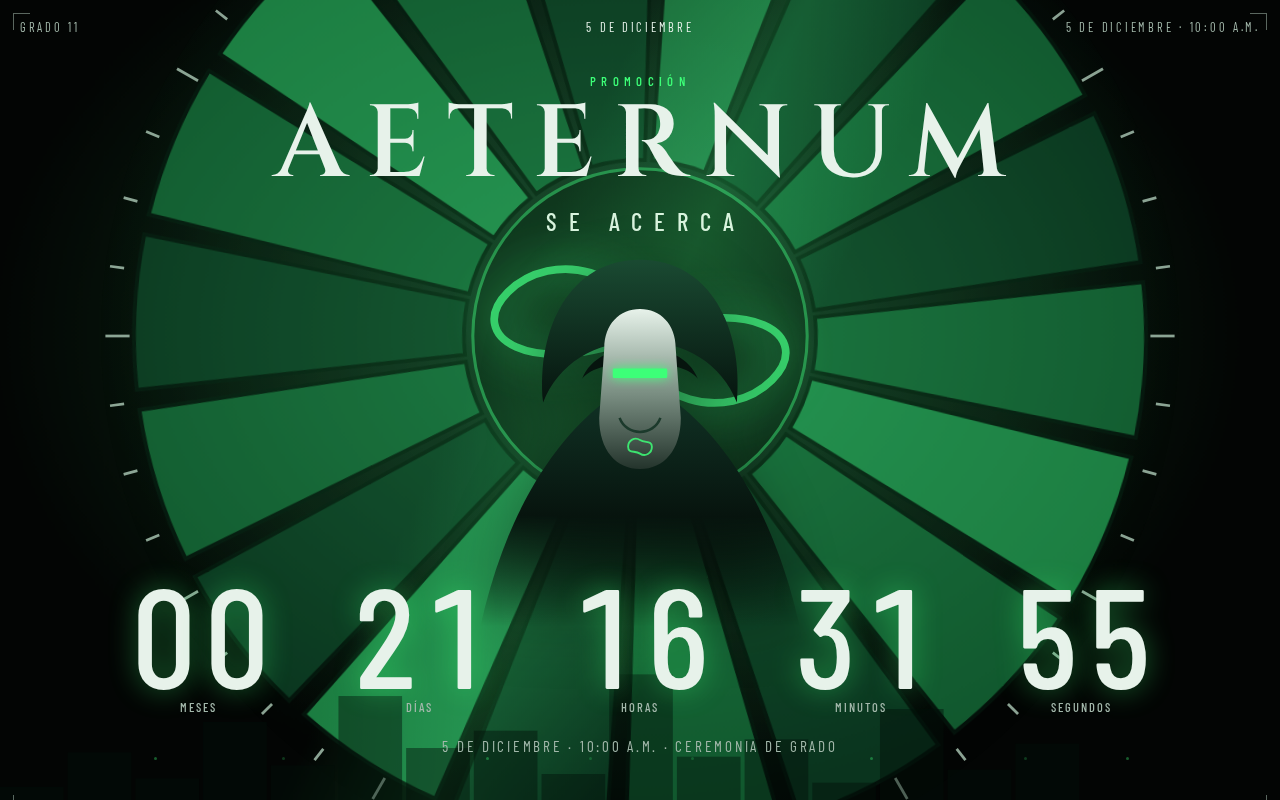 GRADO 11
5 DE DICIEMBRE
5 DE DICIEMBRE · 10:00 A.M.
PROMOCIÓN
AETERNUM
SE ACERCA
00 21 16 31 55
MESES DÍAS HORAS MINUTOS SEGUNDOS
5 DE DICIEMBRE · 10:00 A.M. · CEREMONIA DE GRADO